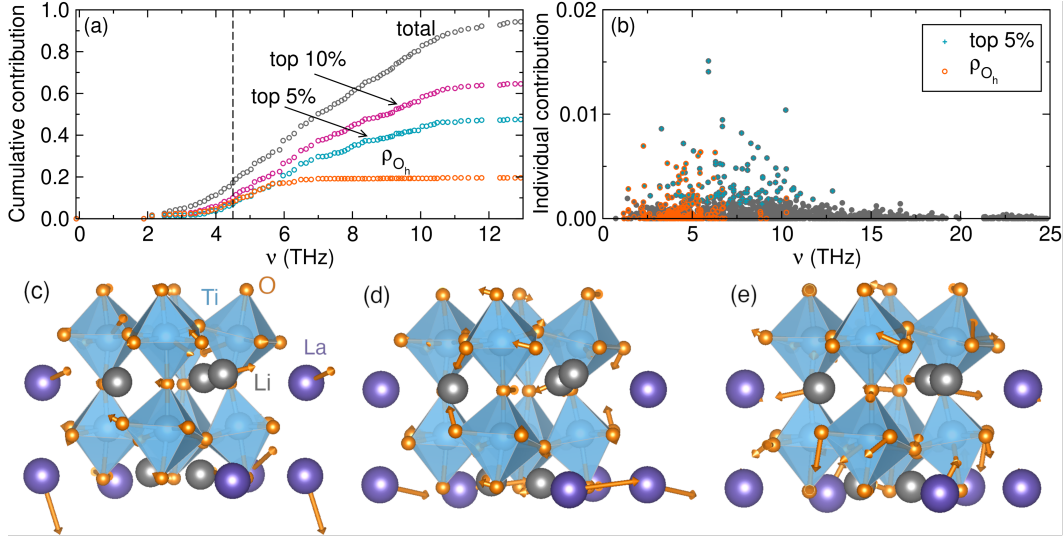 (a)
total
top 10%
top 5%
ρOh
Cumulative contribution
1.0
0.8
0.6
0.4
0.2
0.0
0 2 4 6 8 10 12
ν (THz)
(b)
top 5%
ρOh
Individual contribution
0.02
0.01
0.00
0 5 10 15 20 25
ν (THz)
(c)
Ti
O
La
Li
(d)
(e)